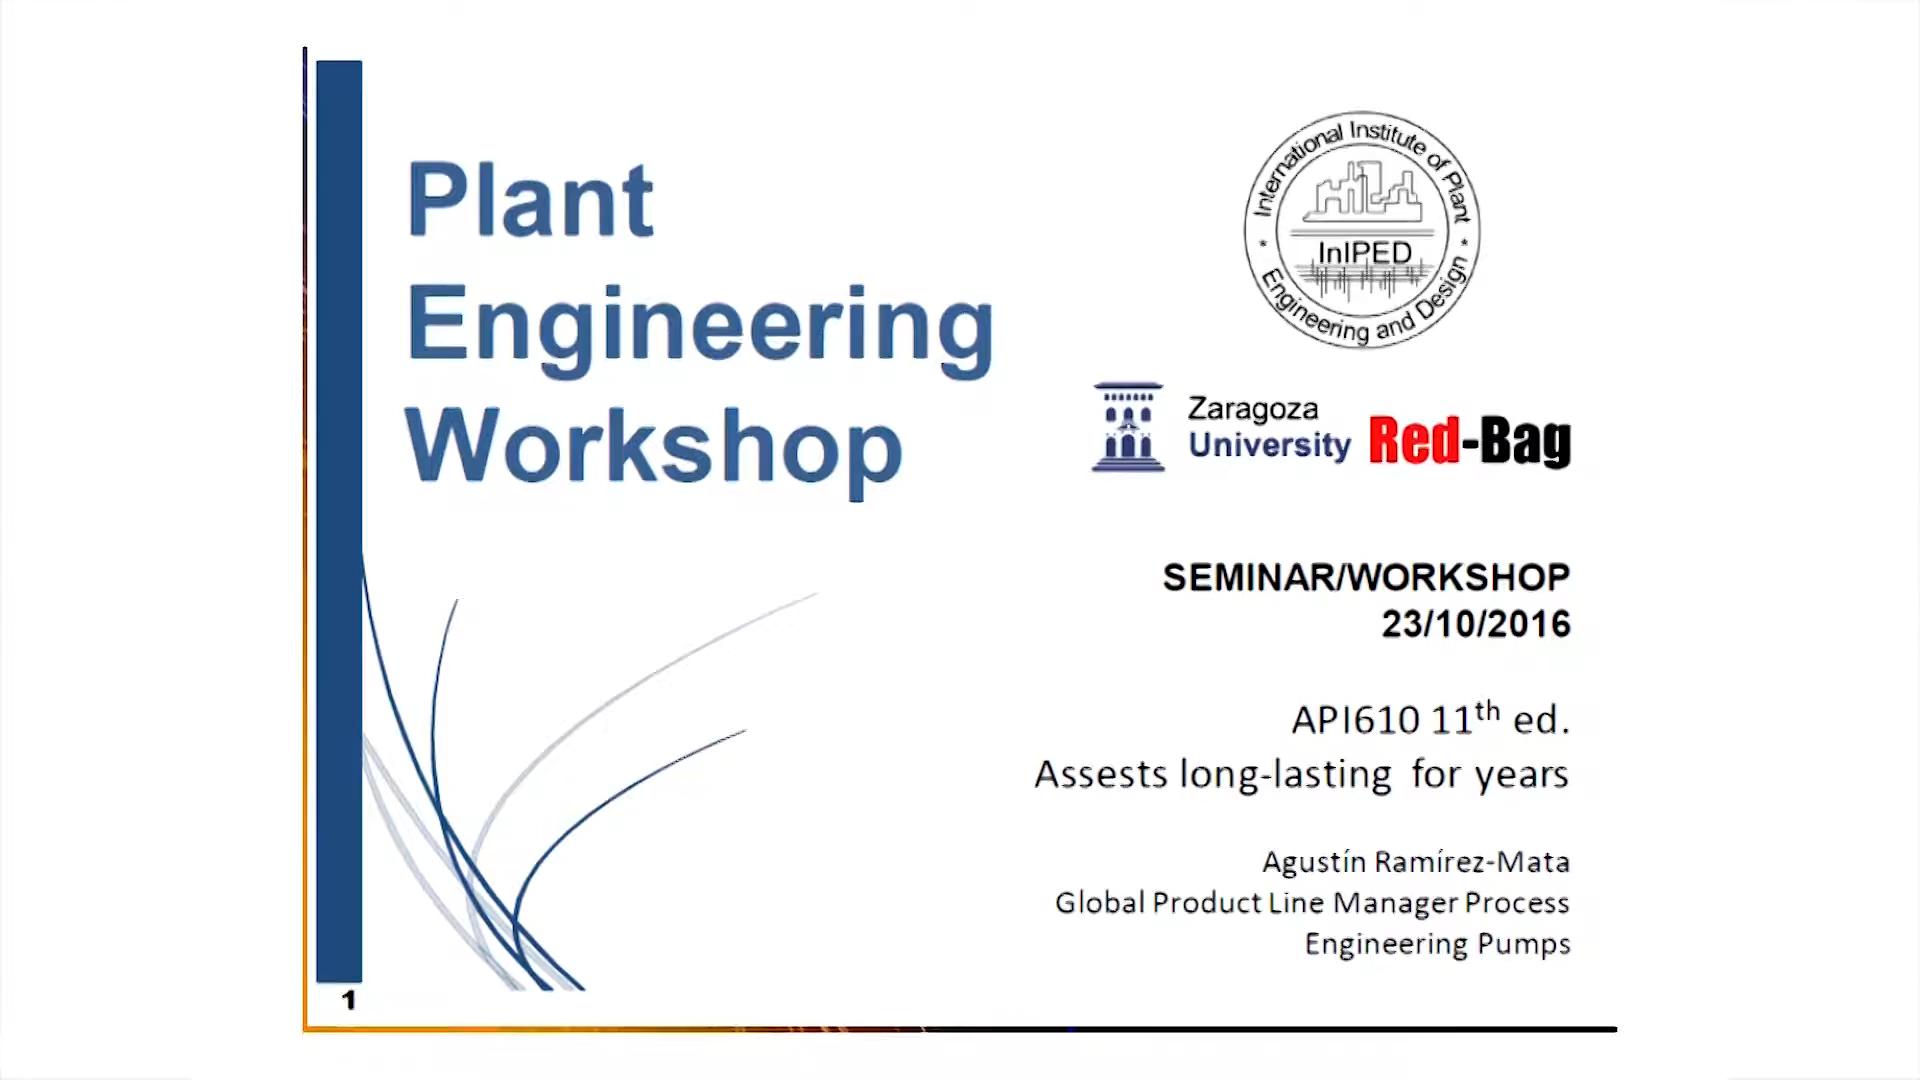 Plant
Engineering
Workshop
International Institute of Plant
InIPED
* Engineering and Design *
Zaragoza
University
Red-Bag
SEMINAR/WORKSHOP
23/10/2016
API610 11th ed.
Assests long-lasting for years
Agustín Ramírez-Mata
Global Product Line Manager Process
Engineering Pumps
1